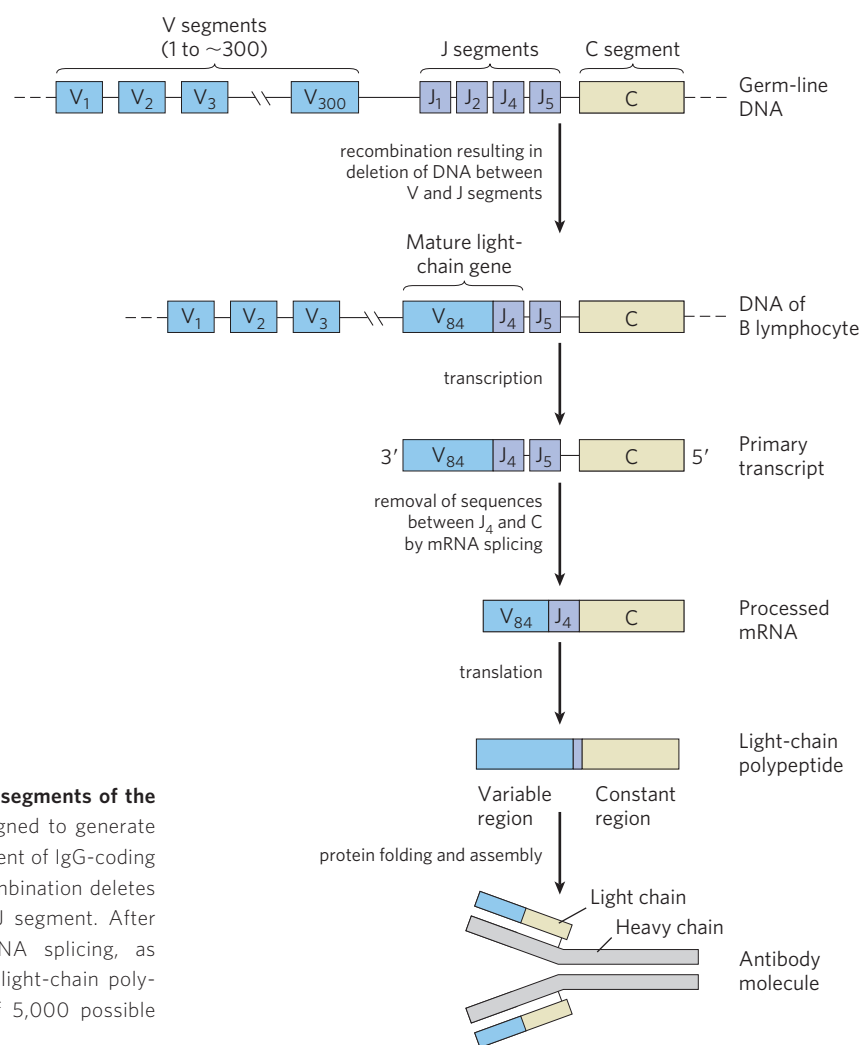 V segments
(1 to ~300)
J segments
C segment
V₁ V₂ V₃ V₃₀₀ J₁ J₂ J₄ J₅ C
Germ-line
DNA
recombination resulting in
deletion of DNA between
V and J segments
Mature light-
chain gene
V₁ V₂ V₃ V₈₄ J₄ J₅ C
DNA of
B lymphocyte
transcription
3′ V₈₄ J₄ J₅ C 5′
Primary
transcript
removal of sequences
between J₄ and C
by mRNA splicing
V₈₄ J₄ C
Processed
mRNA
translation
Light-chain
polypeptide
Variable
region
Constant
region
protein folding and assembly
Light chain
Heavy chain
Antibody
molecule
segments of the
gned to generate
ent of IgG-coding
mbination deletes
J segment. After
NA splicing, as
light-chain poly-
f 5,000 possible